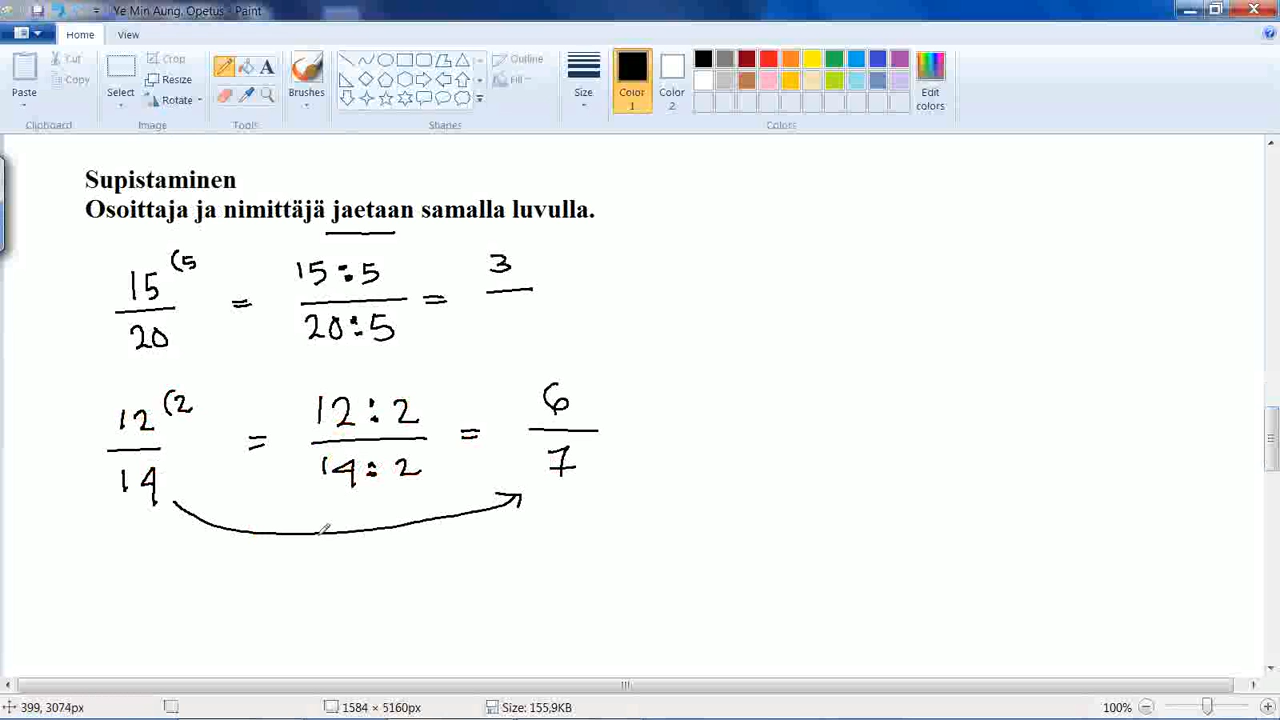 Ye Min Aung, Opetus - Paint
Home View
Paste
Cut
Copy
Clipboard
Select
Crop
Resize
Rotate
Image
A
Tools
Brushes
Outline
Fill
Shapes
Size
Color 1
Color 2
Edit colors
Colors
Supistaminen
Osoittaja ja nimittäjä jaetaan samalla luvulla.
15 (5 = 15:5 = 3
20 20:5
12 (2 = 12:2 = 6
14 14:2 7
399, 3074px 1584 × 5160px Size: 155,9KB 100%